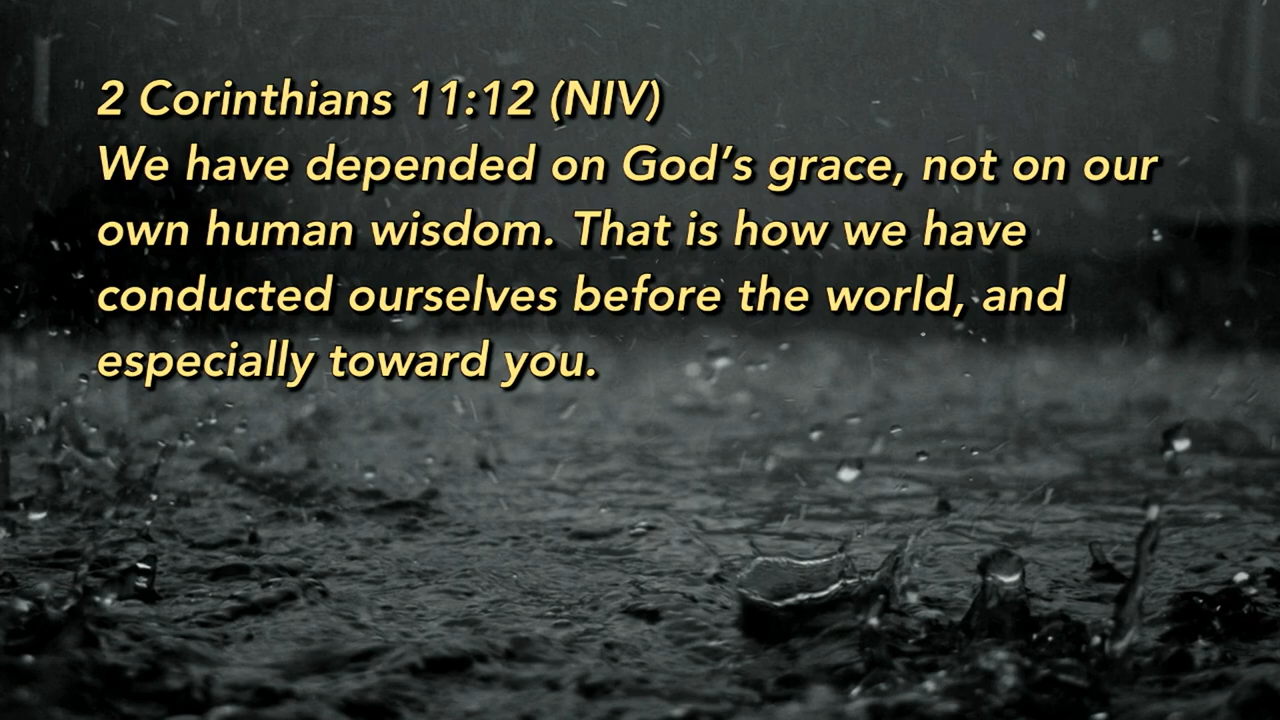 2 Corinthians 11:12 (NIV)
We have depended on God’s grace, not on our
own human wisdom. That is how we have
conducted ourselves before the world, and
especially toward you.